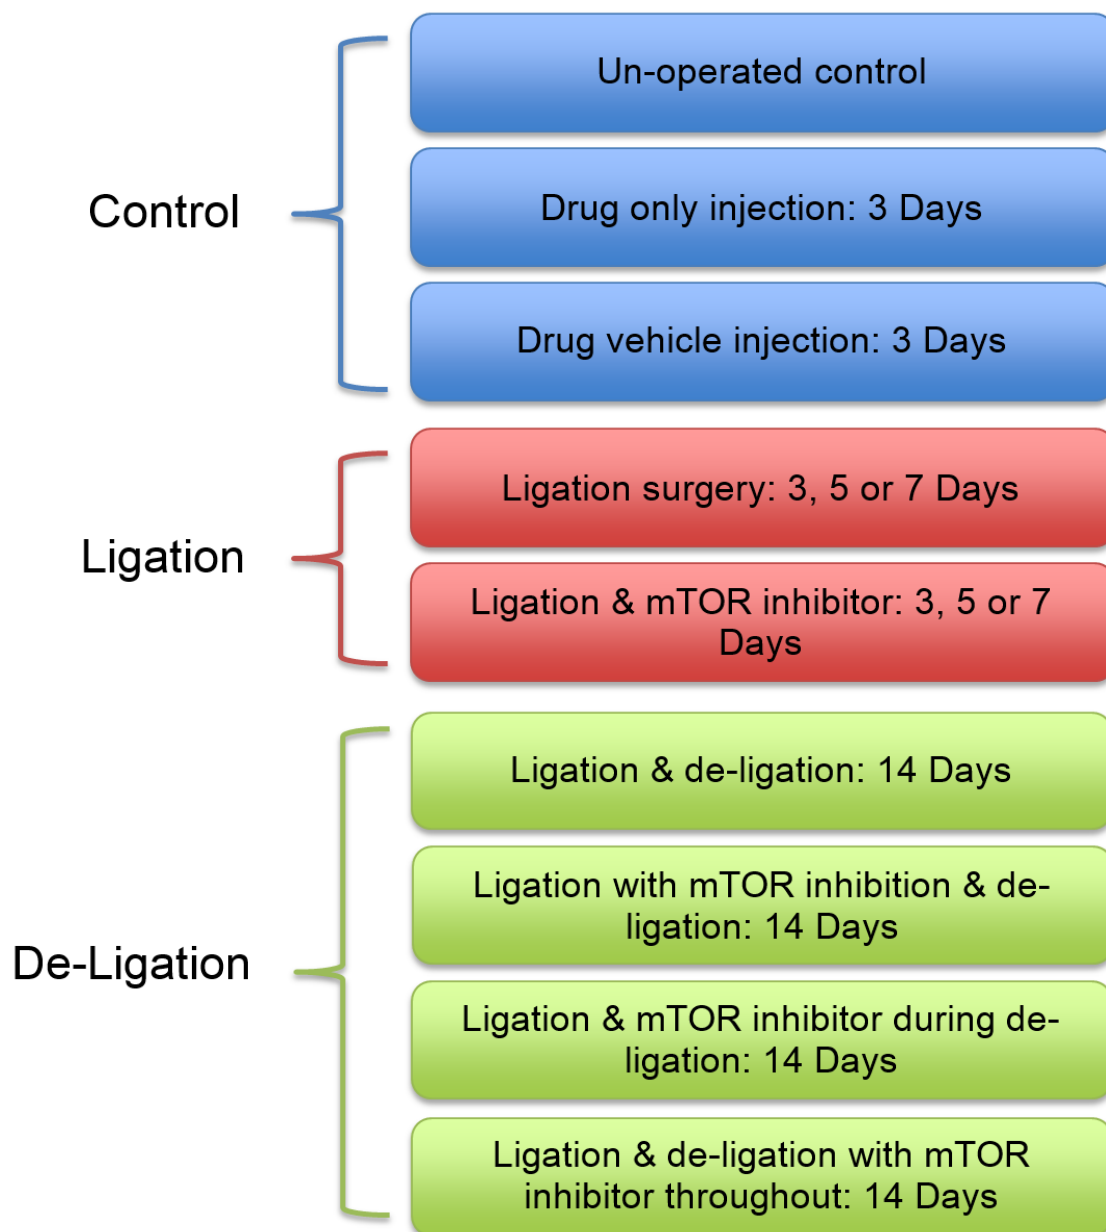 Control
Un-operated control
Drug only injection: 3 Days
Drug vehicle injection: 3 Days
Ligation
Ligation surgery: 3, 5 or 7 Days
Ligation & mTOR inhibitor: 3, 5 or 7
Days
De-Ligation
Ligation & de-ligation: 14 Days
Ligation with mTOR inhibition & de-
ligation: 14 Days
Ligation & mTOR inhibitor during de-
ligation: 14 Days
Ligation & de-ligation with mTOR
inhibitor throughout: 14 Days